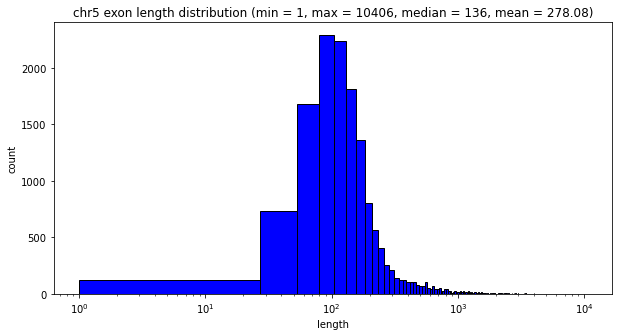 chr5 exon length distribution (min = 1, max = 10406, median = 136, mean = 278.08)
count
2000
1500
1000
500
0
10⁰ 10¹ 10² 10³ 10⁴
length